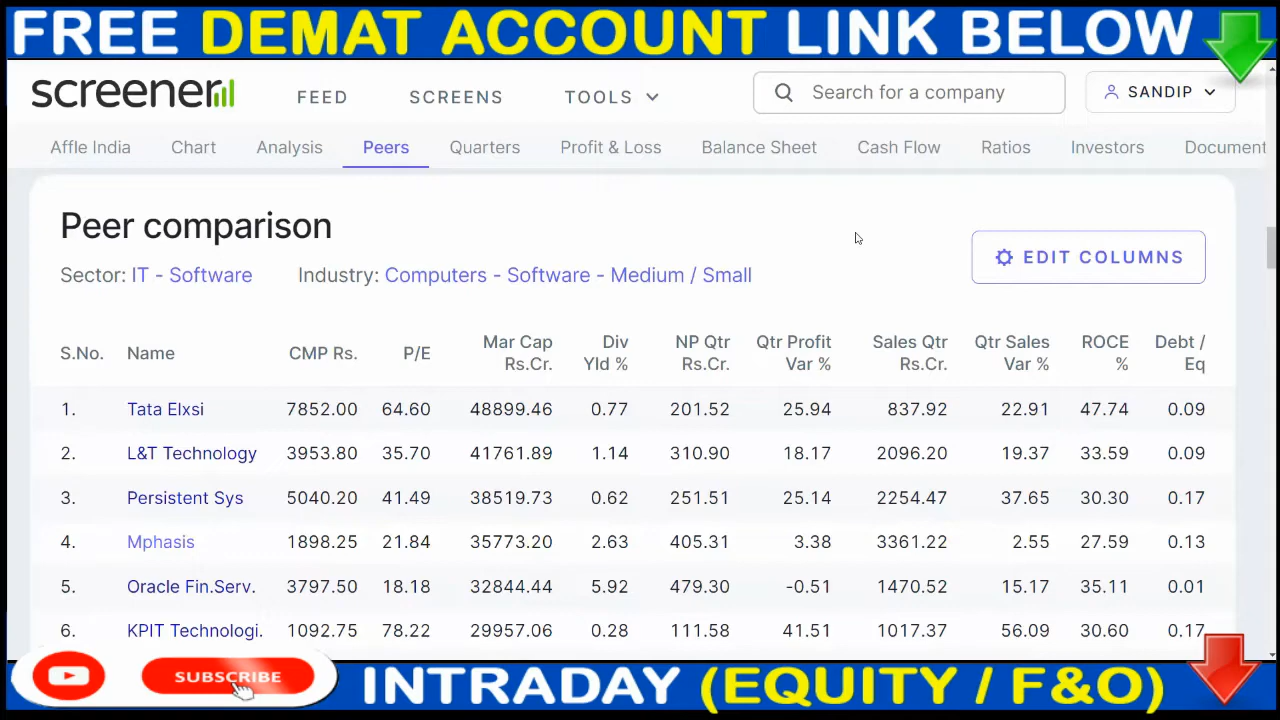 FREE DEMAT ACCOUNT LINK BELOW
screener FEED SCREENS TOOLS Search for a company SANDIP
Affle India Chart Analysis Peers Quarters Profit & Loss Balance Sheet Cash Flow Ratios Investors Document
Peer comparison
EDIT COLUMNS
Sector: IT - Software Industry: Computers - Software - Medium / Small
S.No. Name CMP Rs. P/E Mar Cap Rs.Cr. Div Yld % NP Qtr Rs.Cr. Qtr Profit Var % Sales Qtr Rs.Cr. Qtr Sales Var % ROCE % Debt / Eq
1. Tata Elxsi 7852.00 64.60 48899.46 0.77 201.52 25.94 837.92 22.91 47.74 0.09
2. L&T Technology 3953.80 35.70 41761.89 1.14 310.90 18.17 2096.20 19.37 33.59 0.09
3. Persistent Sys 5040.20 41.49 38519.73 0.62 251.51 25.14 2254.47 37.65 30.30 0.17
4. Mphasis 1898.25 21.84 35773.20 2.63 405.31 3.38 3361.22 2.55 27.59 0.13
5. Oracle Fin.Serv. 3797.50 18.18 32844.44 5.92 479.30 -0.51 1470.52 15.17 35.11 0.01
6. KPIT Technologi. 1092.75 78.22 29957.06 0.28 111.58 41.51 1017.37 56.09 30.60 0.17
SUBSCRIBE
INTRADAY (EQUITY / F&O)